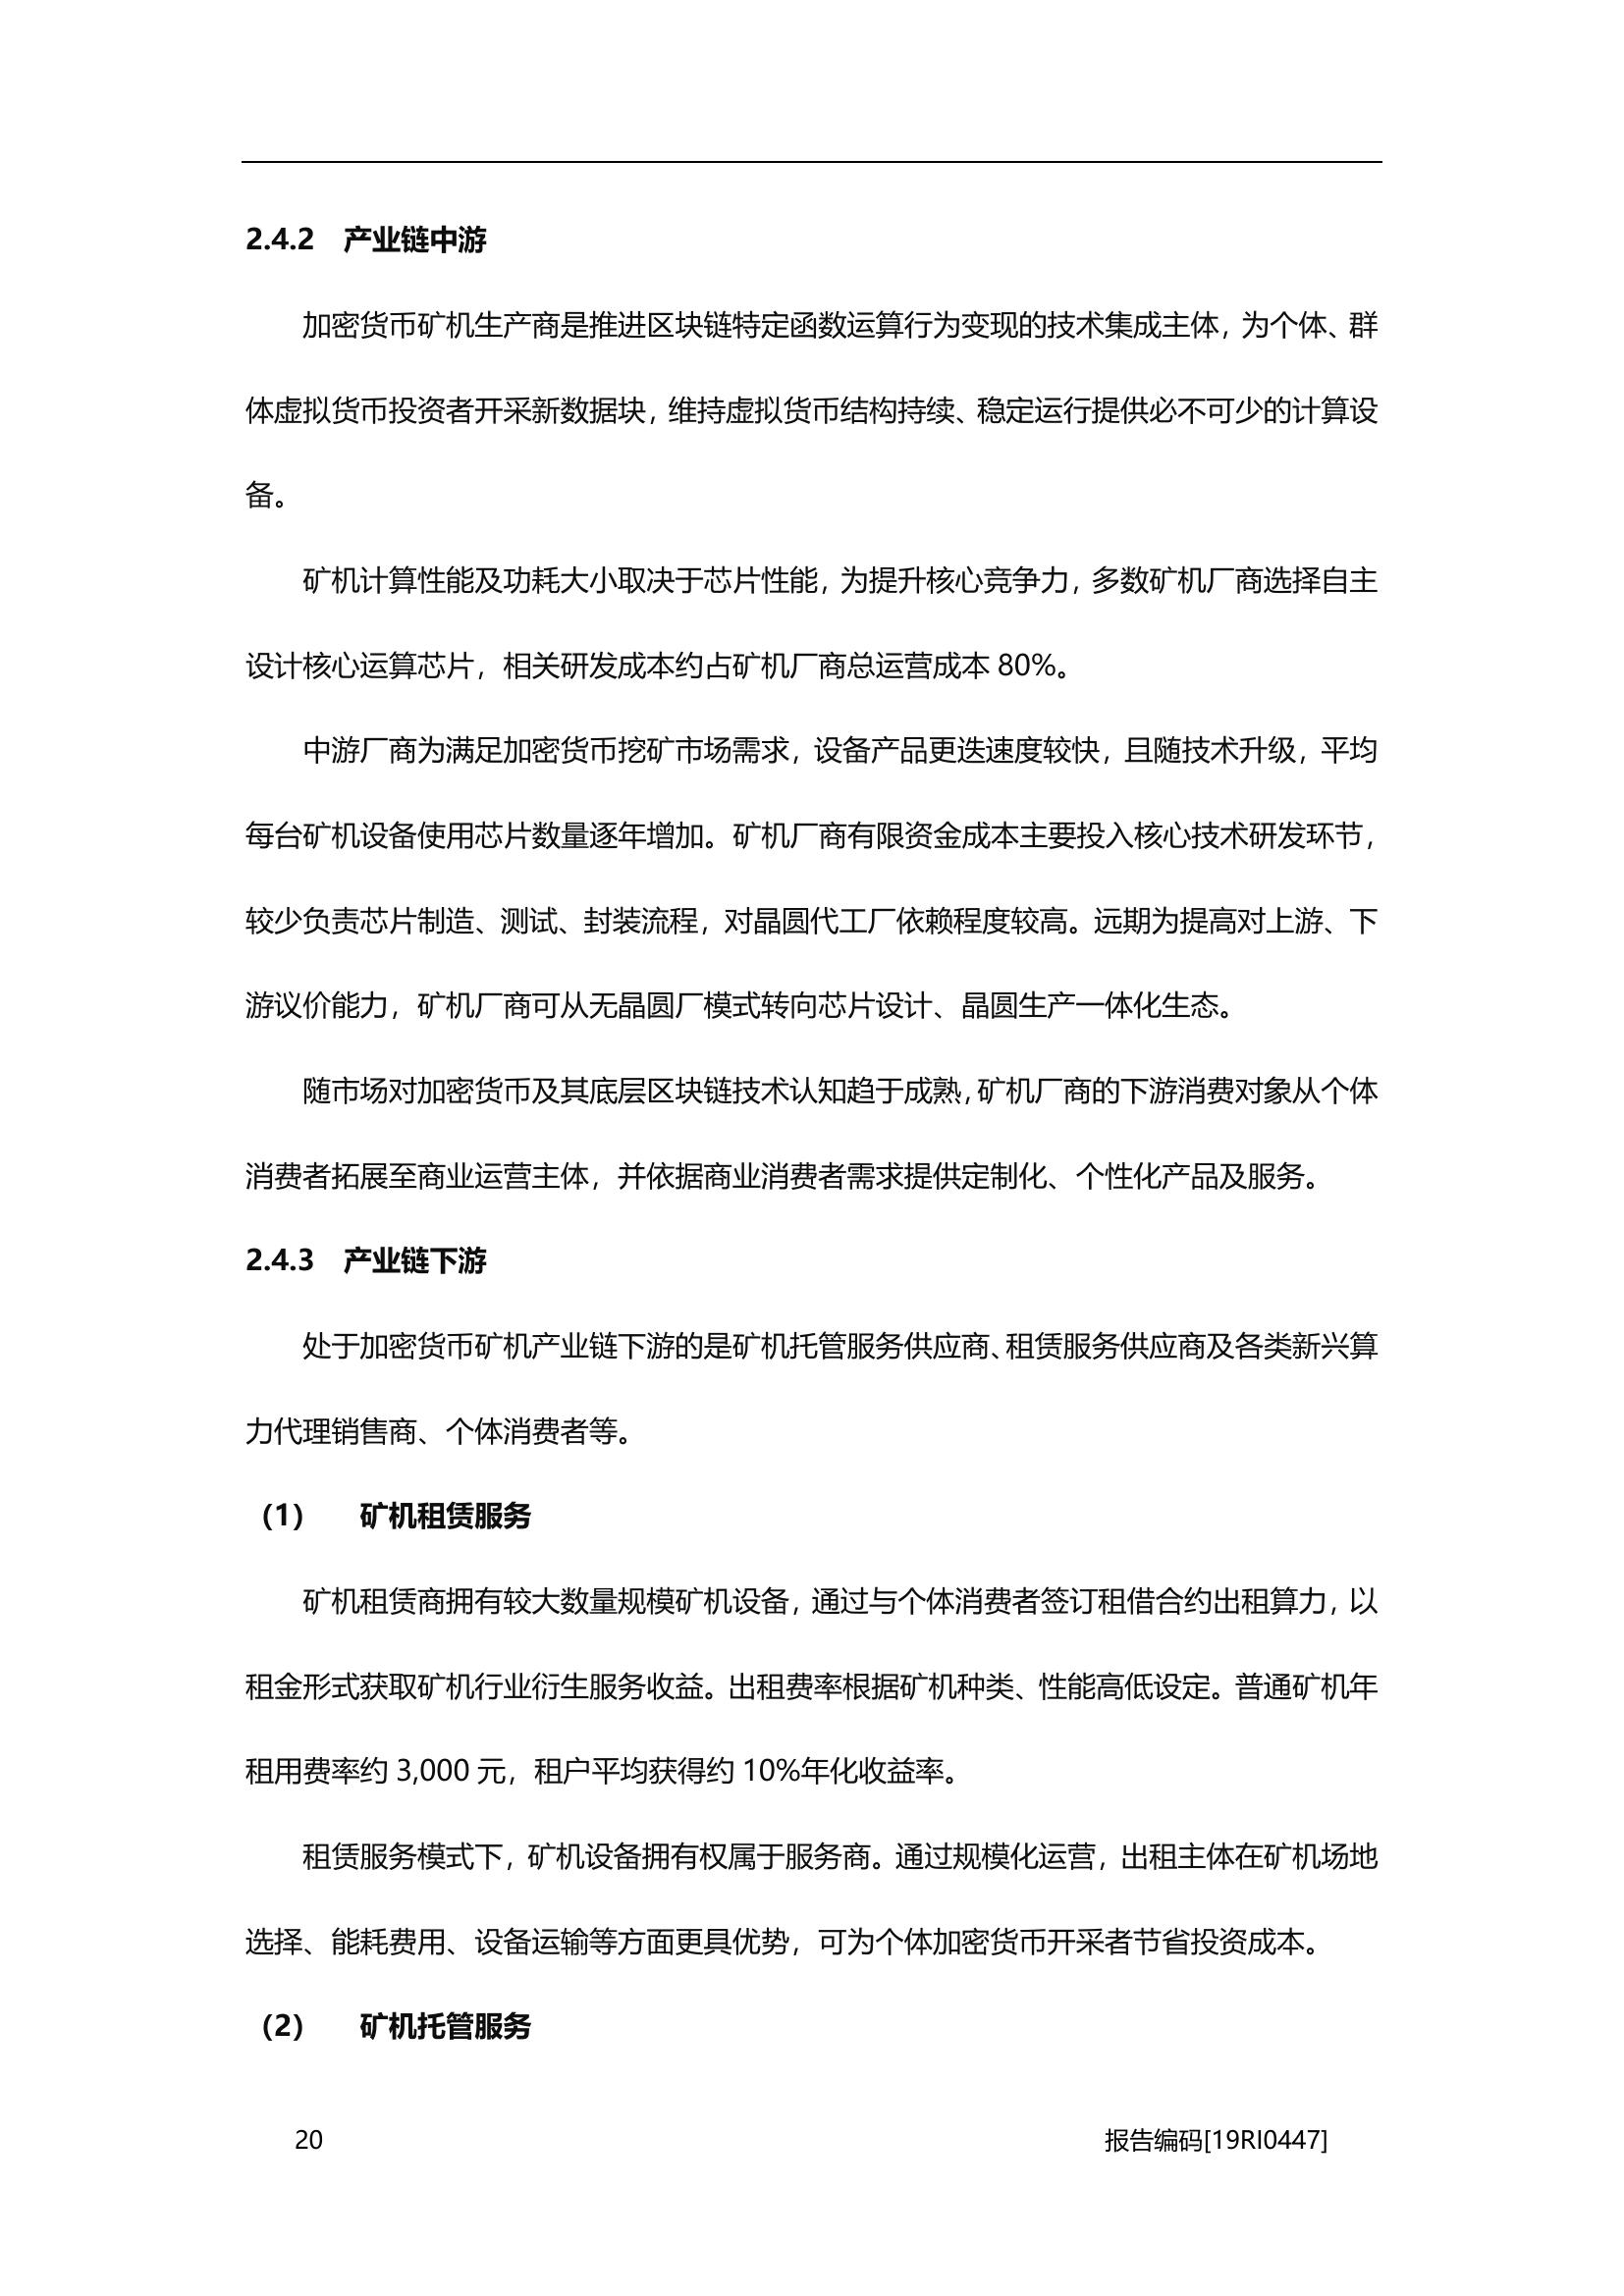 2.4.2 产业链中游
加密货币矿机生产商是推进区块链特定函数运算行为变现的技术集成主体，为个体、群
体虚拟货币投资者开采新数据块，维持虚拟货币结构持续、稳定运行提供必不可少的计算设
备。
矿机计算性能及功耗大小取决于芯片性能，为提升核心竞争力，多数矿机厂商选择自主
设计核心运算芯片，相关研发成本约占矿机厂商总运营成本 80%。
中游厂商为满足加密货币挖矿市场需求，设备产品更迭速度较快，且随技术升级，平均
每台矿机设备使用芯片数量逐年增加。矿机厂商有限资金成本主要投入核心技术研发环节，
较少负责芯片制造、测试、封装流程，对晶圆代工厂依赖程度较高。远期为提高对上游、下
游议价能力，矿机厂商可从无晶圆厂模式转向芯片设计、晶圆生产一体化生态。
随市场对加密货币及其底层区块链技术认知趋于成熟，矿机厂商的下游消费对象从个体
消费者拓展至商业运营主体，并依据商业消费者需求提供定制化、个性化产品及服务。
2.4.3 产业链下游
处于加密货币矿机产业链下游的是矿机托管服务供应商、租赁服务供应商及各类新兴算
力代理销售商、个体消费者等。
（1） 矿机租赁服务
矿机租赁商拥有较大数量规模矿机设备，通过与个体消费者签订租借合约出租算力，以
租金形式获取矿机行业衍生服务收益。出租费率根据矿机种类、性能高低设定。普通矿机年
租用费率约 3,000 元，租户平均获得约 10%年化收益率。
租赁服务模式下，矿机设备拥有权属于服务商。通过规模化运营，出租主体在矿机场地
选择、能耗费用、设备运输等方面更具优势，可为个体加密货币开采者节省投资成本。
（2） 矿机托管服务
20 报告编码[19RI0447]